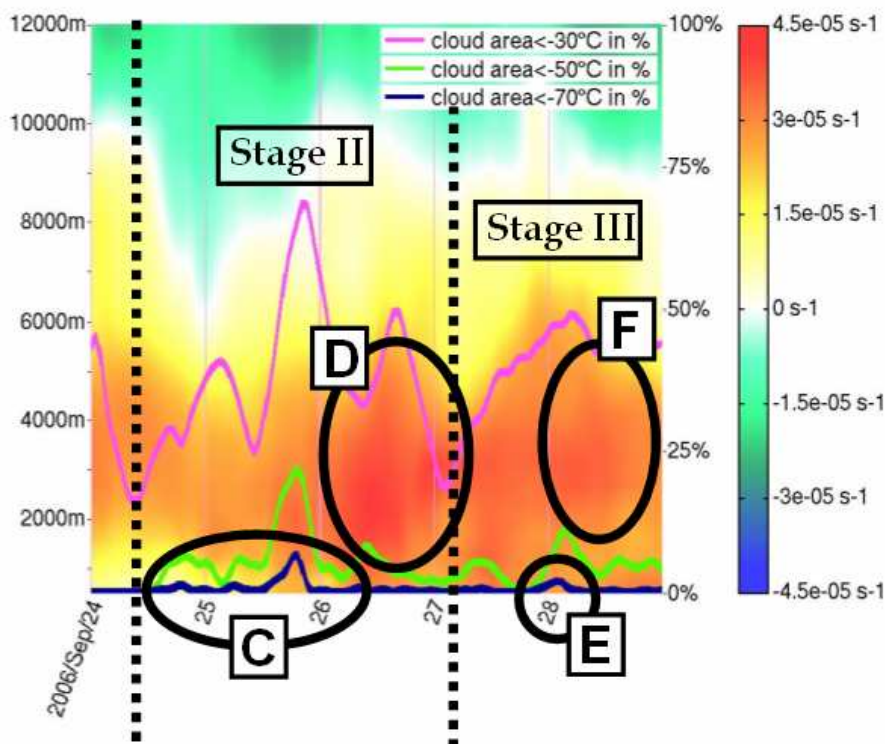 12000m
10000m
8000m
6000m
4000m
2000m
cloud area<-30°C in %
cloud area<-50°C in %
cloud area<-70°C in %
Stage II
Stage III
D
F
C
E
100%
75%
50%
25%
0%
4.5e-05 s-1
3e-05 s-1
1.5e-05 s-1
0 s-1
-1.5e-05 s-1
-3e-05 s-1
-4.5e-05 s-1
2006/Sep/24
25
26
27
28